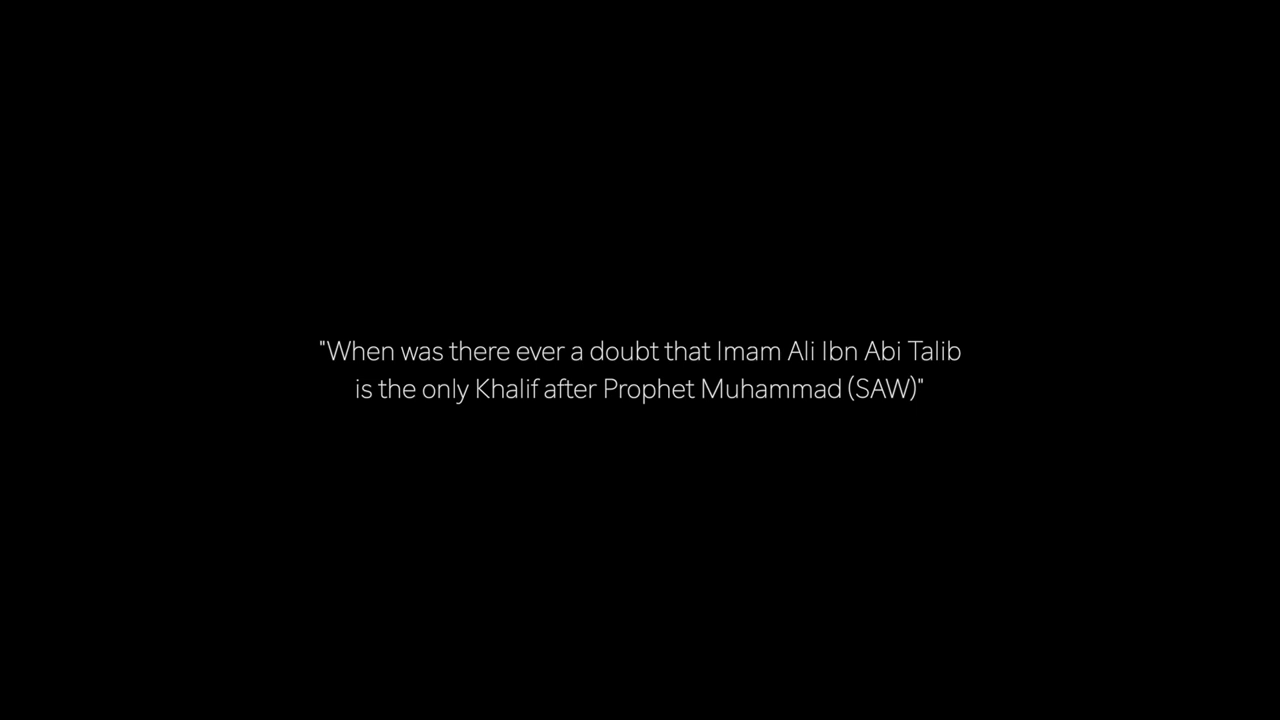 "When was there ever a doubt that Imam Ali Ibn Abi Talib
is the only Khalif after Prophet Muhammad (SAW)"